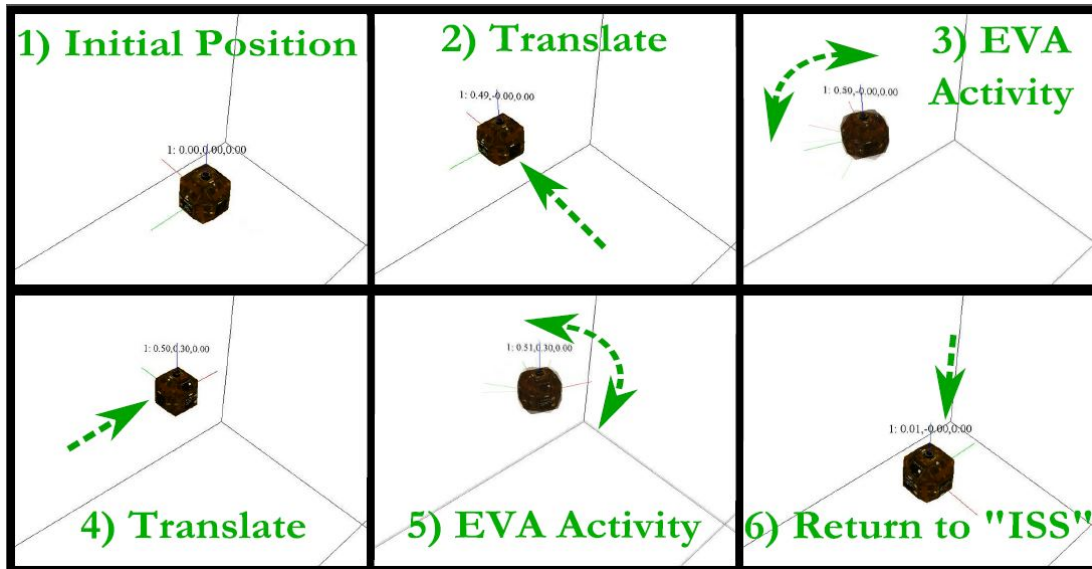 1) Initial Position
1: 0.00,0.00,0.00
2) Translate
1: 0.49,-0.00,0.00
3) EVA
Activity
1: 0.50,-0.00,0.00
1: 0.50,0.30,0.00
4) Translate
1: 0.51,0.30,0.00
5) EVA Activity
1: 0.01,-0.00,0.00
6) Return to "ISS"